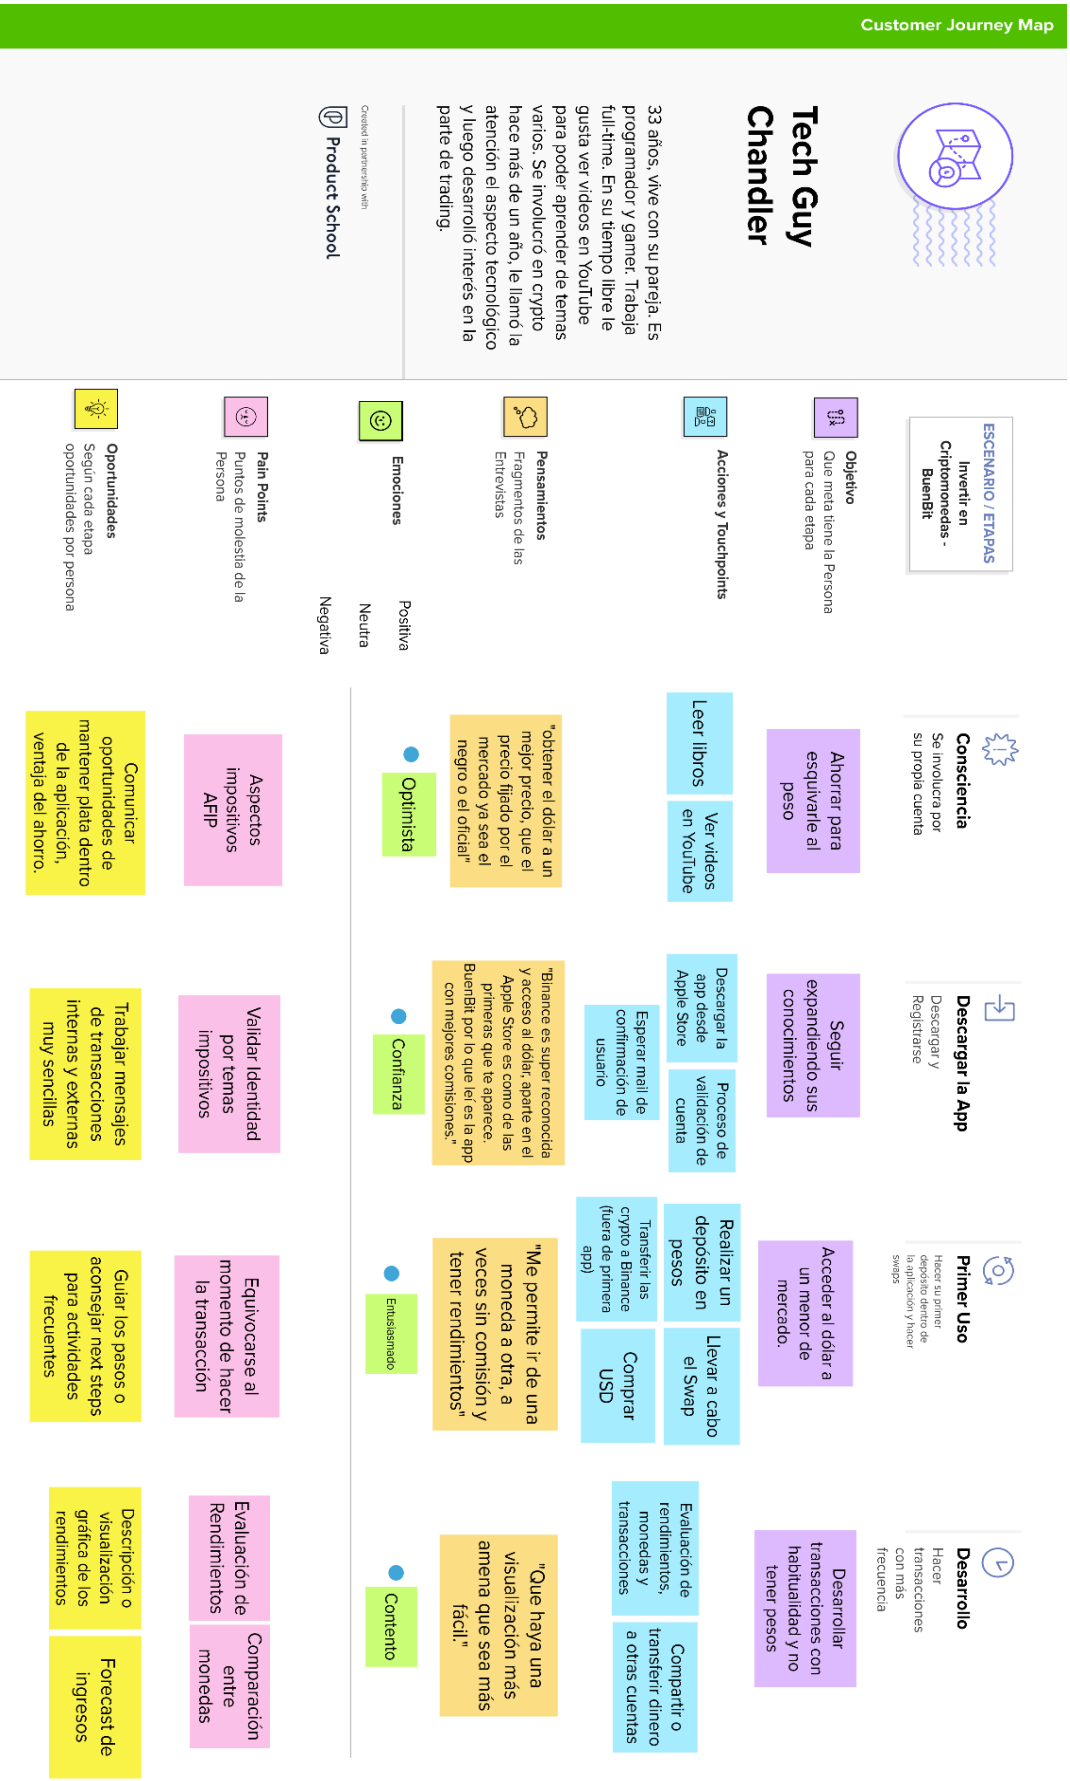 Customer Journey Map
Tech Guy
Chandler
33 años, vive con su pareja. Es
programador y gamer. Trabaja
full-time. En su tiempo libre le
gusta ver videos en YouTube
para poder aprender de temas
varios. Se involucró en crypto
hace más de un año, le llamó la
atención el aspecto tecnológico
y luego desarrolló interés en la
parte de trading.
Created in partnership with
Product School
ESCENARIO / ETAPAS
Invertir en
Criptomonedas -
BuenBit
Consciencia
Se involucra por
su propia cuenta
Descargar la App
Descargar y
Registrarse
Primer Uso
Hacer su primer
depósito dentro de
la aplicación y hacer
swaps
Desarrollo
Hacer
transacciones
con más
frecuencia
Objetivo
Que meta tiene la Persona
para cada etapa
Ahorrar para
esquivarle al
peso
Seguir
expandiendo sus
conocimientos
Acceder al dólar a
un menor de
mercado.
Desarrollar
transacciones con
habitualidad y no
tener pesos
Acciones y Touchpoints
Leer libros
Ver videos
en YouTube
Descargar la
app desde
Apple Store
Proceso de
validación de
cuenta
Esperar mail de
confirmación de
usuario
Realizar un
depósito en
pesos
Llevar a cabo
el Swap
Transferir las
crypto a Binance
(fuera de primera
app)
Comprar
USD
Evaluación de
rendimientos,
monedas y
transacciones
Compartir o
transferir dinero
a otras cuentas
Pensamientos
Fragmentos de las
Entrevistas
"obtener el dólar a un
mejor precio, que el
precio fijado por el
mercado ya sea el
negro o el oficial"
"Binance es super reconocida
y acceso al dólar, aparte en el
Apple Store es como de las
primeras que te aparece.
BuenBit por lo que leí es la app
con mejores comisiones."
"Me permite ir de una
moneda a otra, a
veces sin comisión y
tener rendimientos"
"Que haya una
visualización más
amena que sea más
fácil."
Emociones
Positiva
Neutra
Negativa
Optimista
Confianza
Entusiasmado
Contento
Pain Points
Puntos de molestia de la
Persona
Aspectos
impositivos
AFIP
Validar Identidad
por temas
impositivos
Equivocarse al
momento de hacer
la transacción
Evaluación de
Rendimientos
Comparación
entre
monedas
Oportunidades
Según cada etapa
oportunidades por persona
Comunicar
oportunidades de
mantener plata dentro
de la aplicación,
ventaja del ahorro.
Trabajar mensajes
de transacciones
internas y externas
muy sencillas
Guiar los pasos o
aconsejar next steps
para actividades
frecuentes
Descripción o
visualización
gráfica de los
rendimientos
Forecast de
ingresos